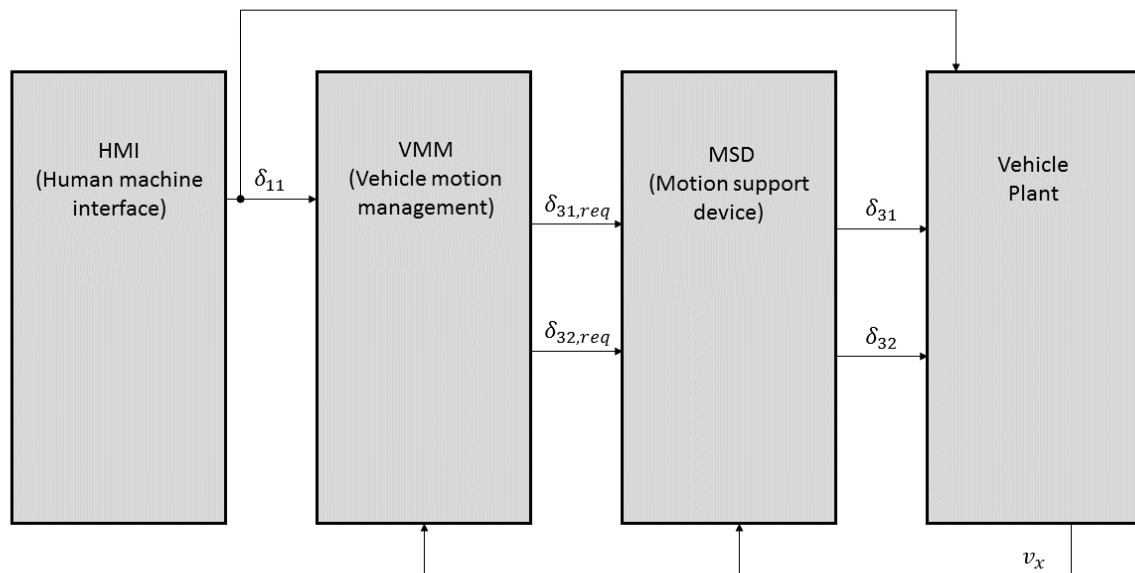 HMI
(Human machine
interface)
δ₁₁
VMM
(Vehicle motion
management)
δ₃₁,req
δ₃₂,req
MSD
(Motion support
device)
δ₃₁
δ₃₂
Vehicle
Plant
vₓ